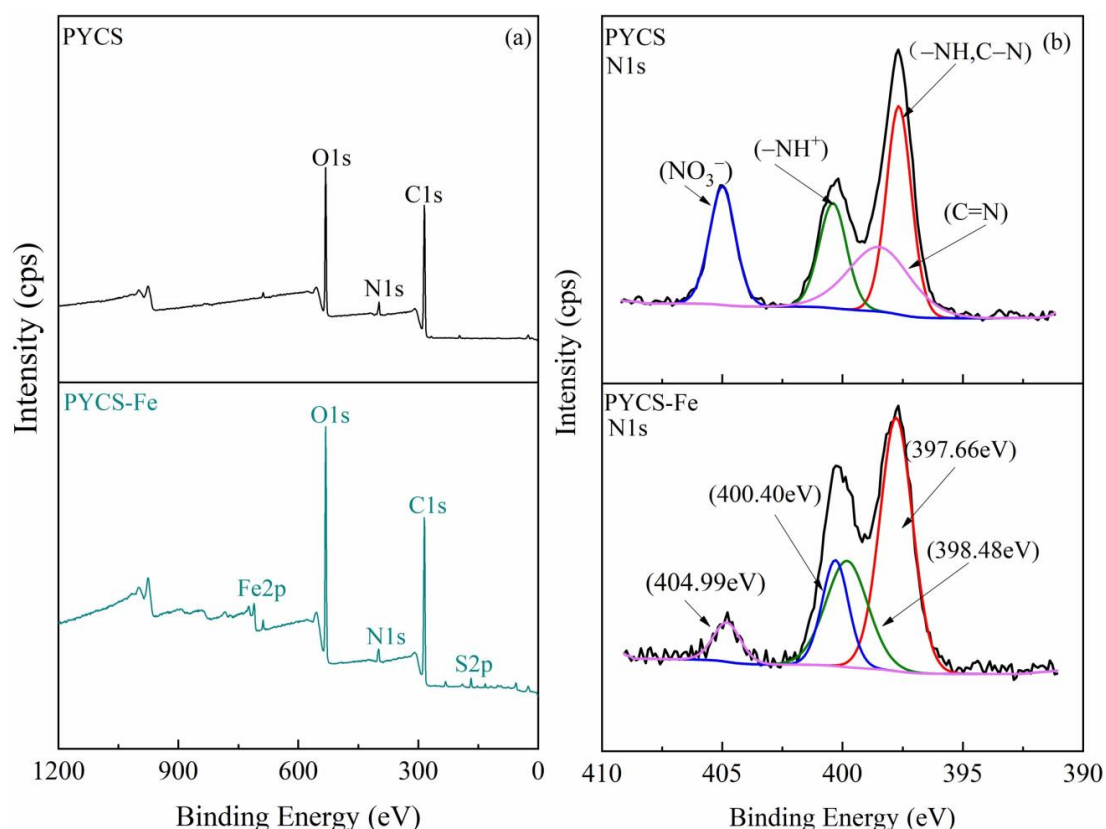 PYCS
(a)
O1s
C1s
N1s
PYCS-Fe
O1s
C1s
Fe2p
N1s
S2p
Intensity (cps)
1200 900 600 300 0
Binding Energy (eV)
PYCS
N1s
(b)
(–NH,C–N)
(–NH⁺)
(NO₃⁻)
(C=N)
PYCS-Fe
N1s
(397.66eV)
(400.40eV)
(398.48eV)
(404.99eV)
Intensity (cps)
410 405 400 395 390
Binding Energy (eV)